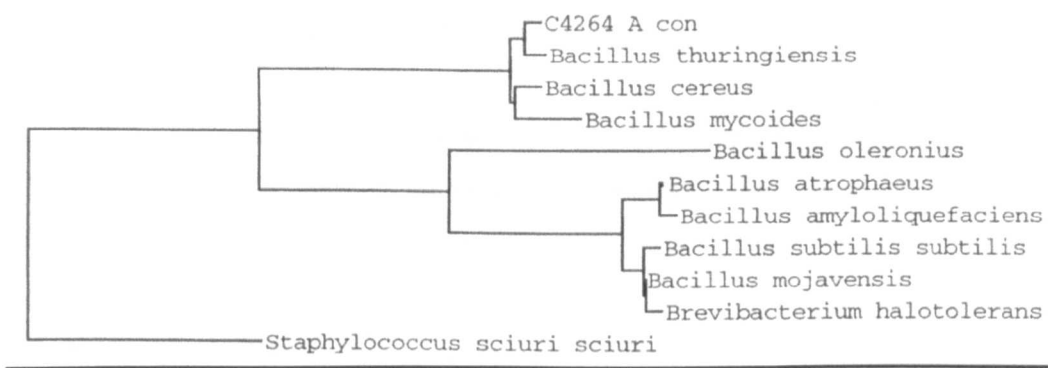 C4264 A con
Bacillus thuringiensis
Bacillus cereus
Bacillus mycoides
Bacillus oleronius
Bacillus atrophaeus
Bacillus amyloliquefaciens
Bacillus subtilis subtilis
Bacillus mojavensis
Brevibacterium halotolerans
Staphylococcus sciuri sciuri